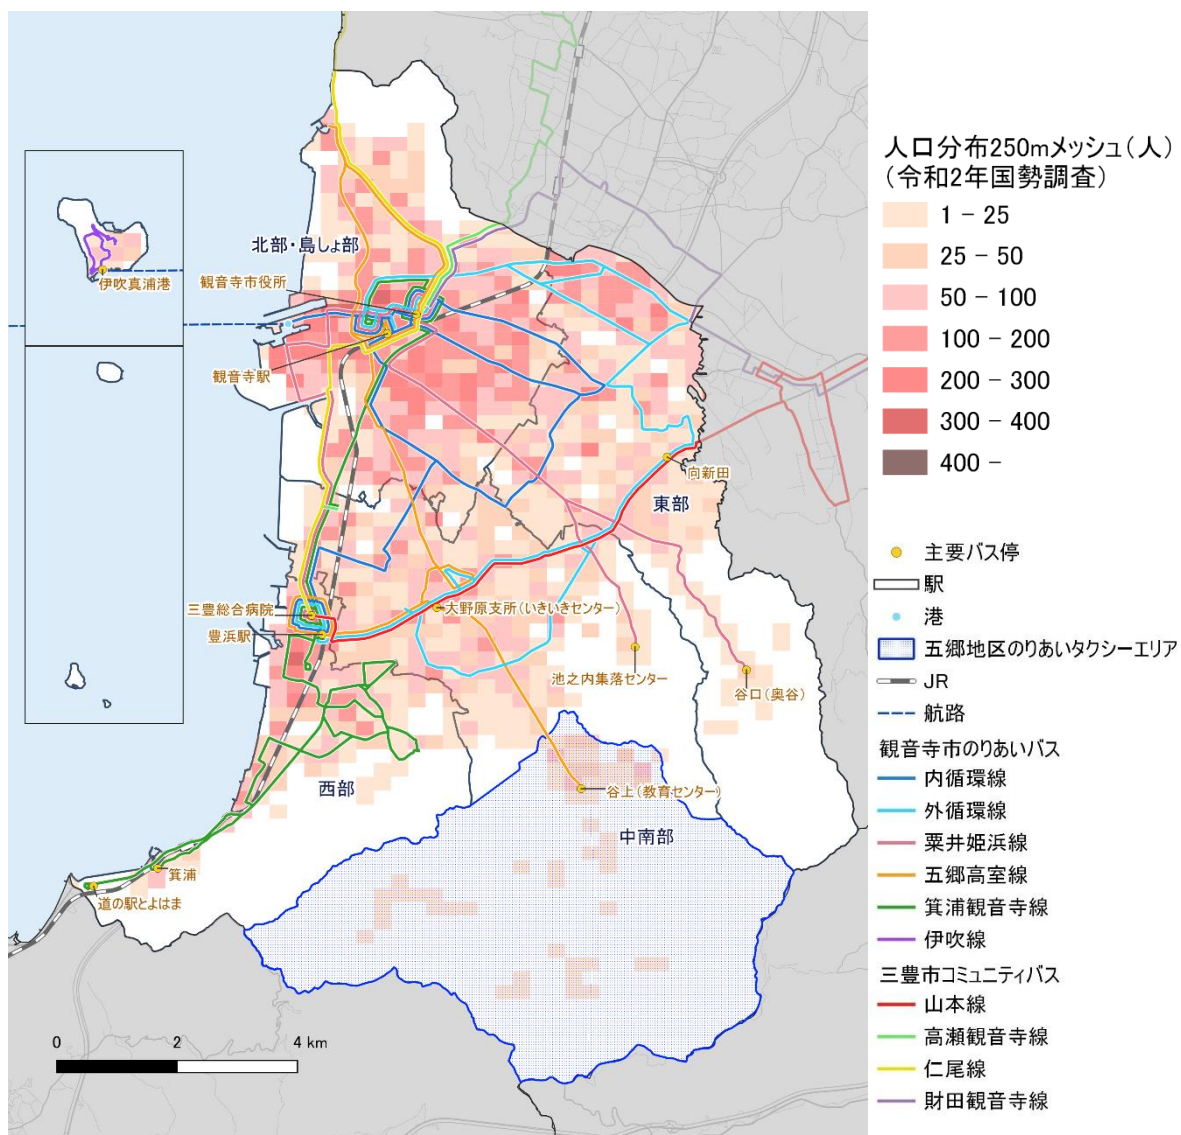 北部・島しょ部
観音寺市役所
伊吹真浦港
観音寺駅
向新田
東部
三豊総合病院
大野原支所(いきいきセンター)
豊浜駅
池之内集落センター
谷口(奥谷)
西部
谷上(教育センター)
中南部
箕浦
道の駅とよはま
0 2 4 km
人口分布250mメッシュ(人)
(令和2年国勢調査)
1 - 25
25 - 50
50 - 100
100 - 200
200 - 300
300 - 400
400 -
主要バス停
駅
港
五郷地区のりあいタクシーエリア
JR
航路
観音寺市のりあいバス
内循環線
外循環線
粟井姫浜線
五郷高室線
箕浦観音寺線
伊吹線
三豊市コミュニティバス
山本線
高瀬観音寺線
仁尾線
財田観音寺線